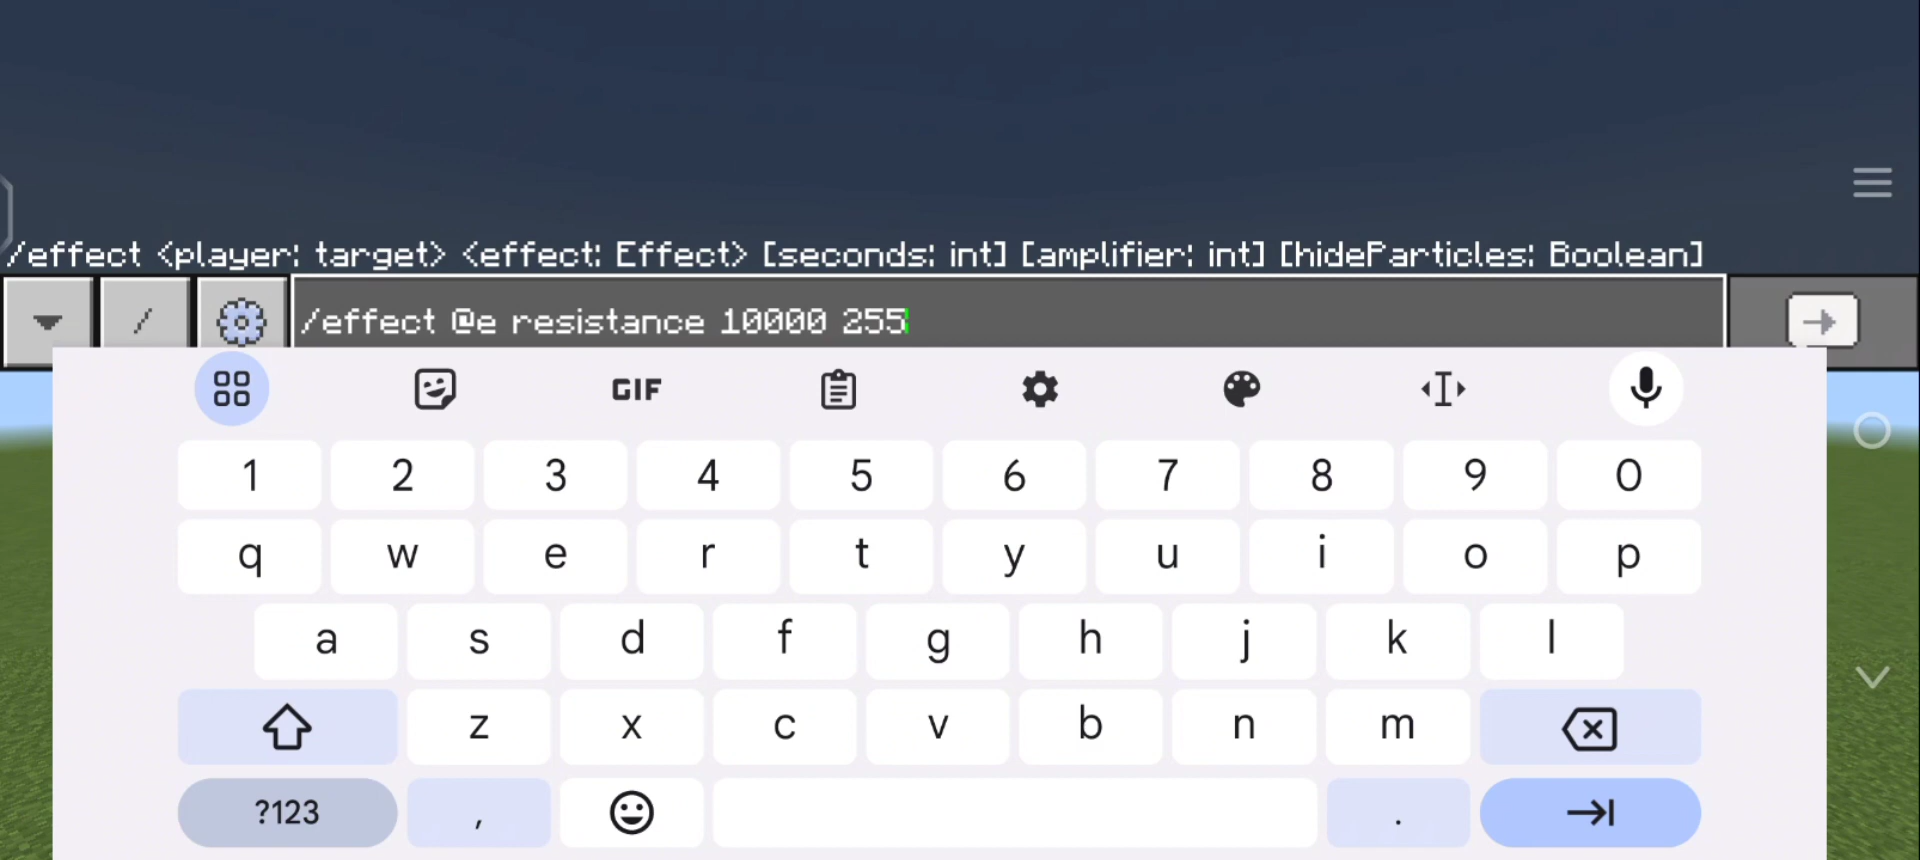 /effect <player: target> <effect: Effect> [seconds: int] [amplifier: int] [hideParticles: Boolean]
/ /effect @e resistance 10000 255
GIF
1 2 3 4 5 6 7 8 9 0
q w e r t y u i o p
a s d f g h j k l
z x c v b n m
?123 , .